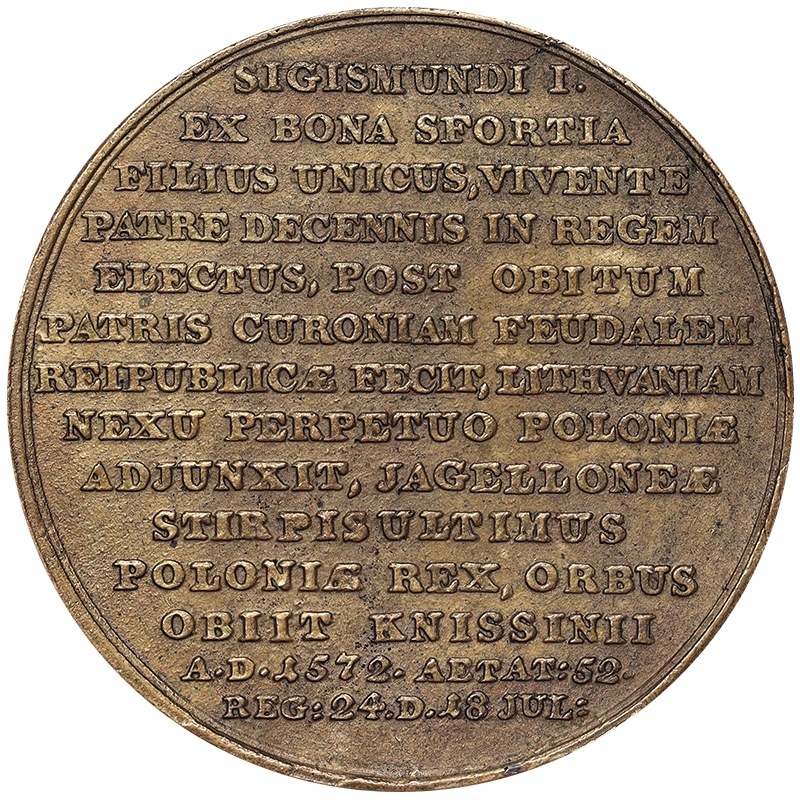 SIGISMUNDI I.
EX BONA SFORTIA
FILIUS UNICUS, VIVENTE
PATRE DECENNIS IN REGEM
ELECTUS, POST OBITUM
PATRIS CURONIAM FEUDALEM
REIPUBLICÆ FECIT, LITHVANIAM
NEXU PERPETUO POLONIÆ
ADJUNXIT, JAGELLONEÆ
STIRPIS ULTIMUS
POLONIÆ REX, ORBUS
OBIIT KNISSINII
A.D.1572. AETAT:52.
REG:24.D.18 JUL: